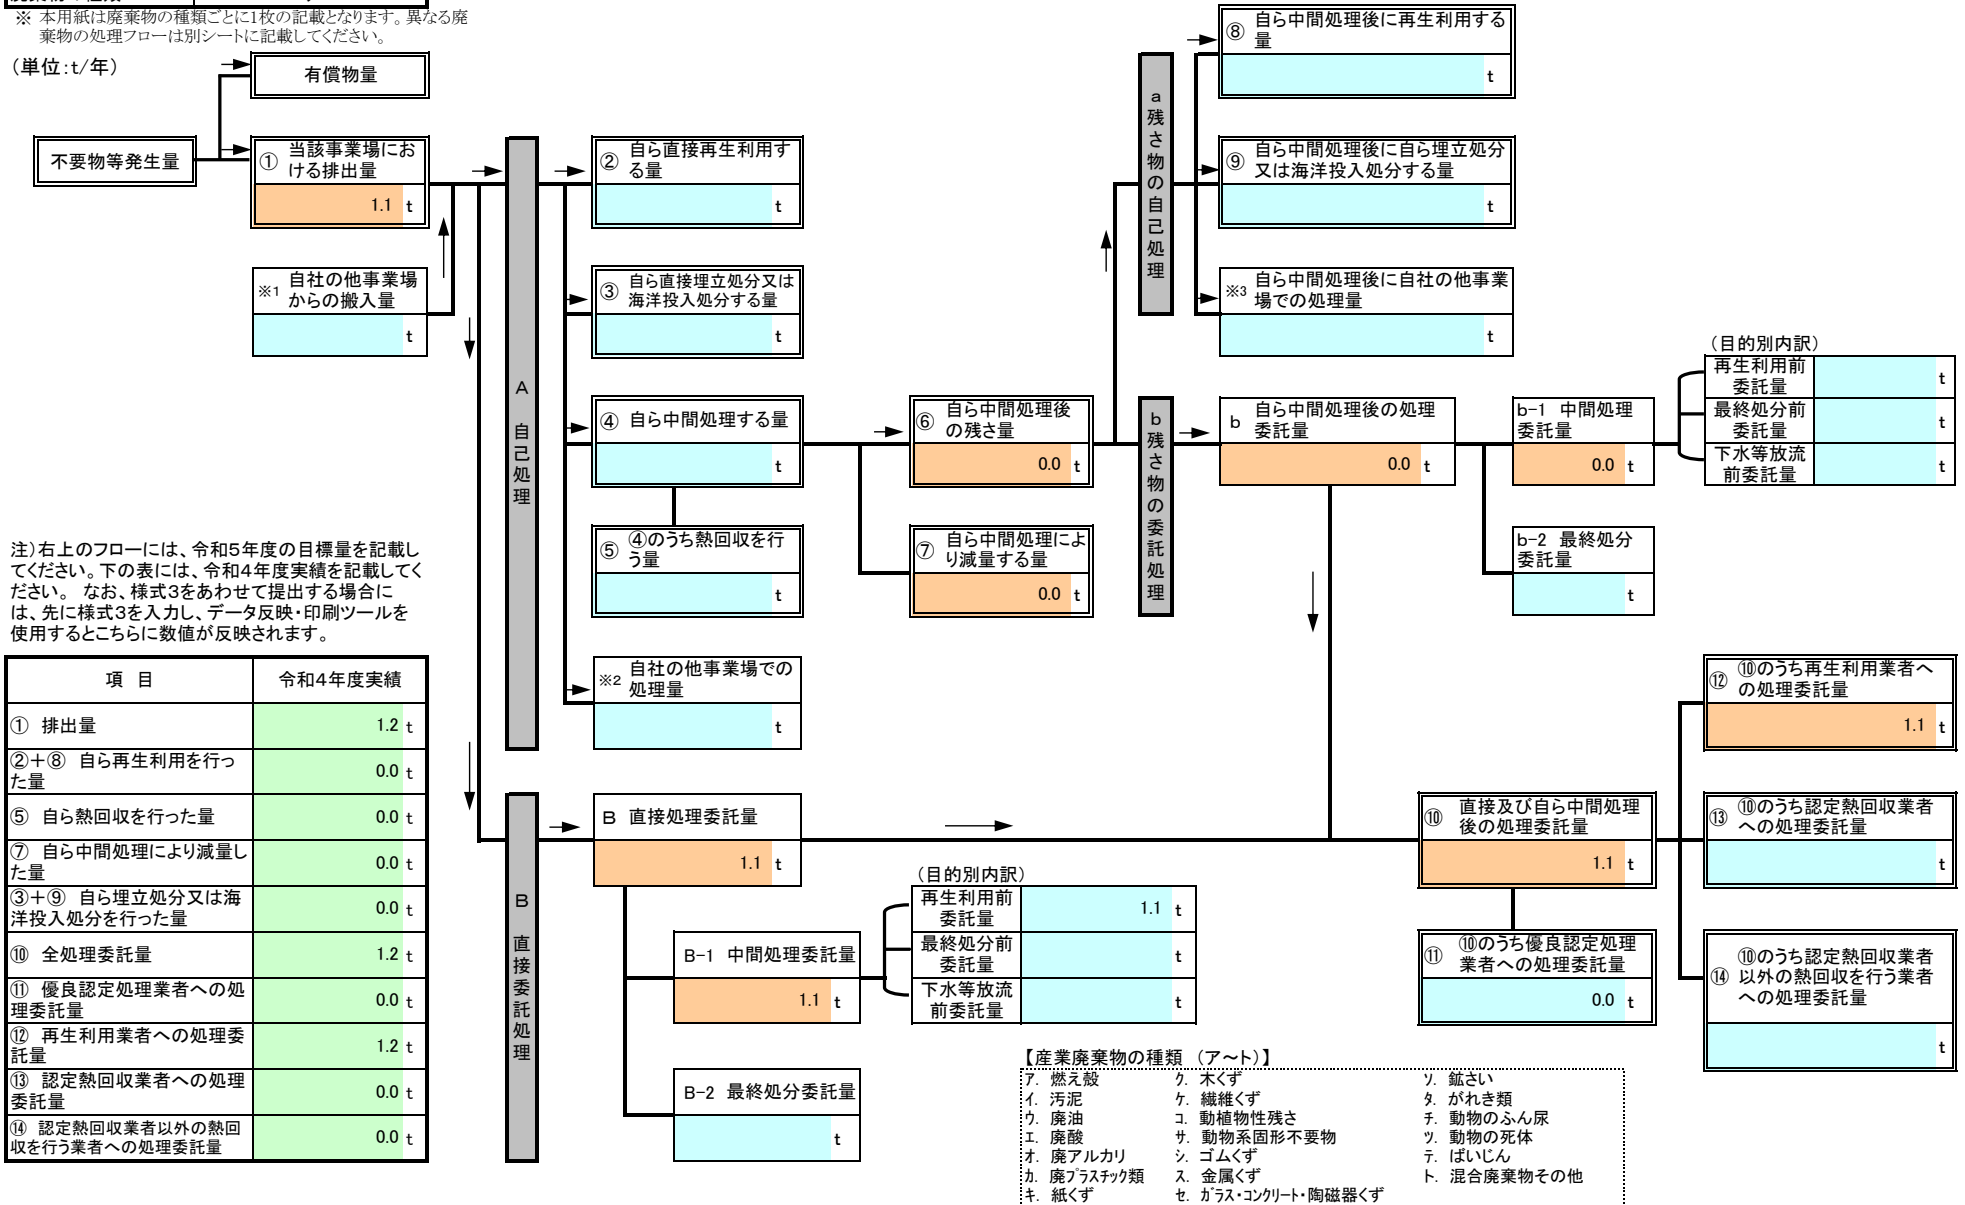 ※ 本用紙は廃棄物の種類ごとに1枚の記載となります。異なる廃
棄物の処理フローは別シートに記載してください。
（単位:t/年）
有償物量
不要物等発生量
① 当該事業場にお
ける排出量
1.1 t
※1 自社の他事業場
からの搬入量
t
A 自己処理
② 自ら直接再生利用す
る量
t
③ 自ら直接埋立処分又は
海洋投入処分する量
t
④ 自ら中間処理する量
t
⑤ ④のうち熱回収を行
う量
t
※2 自社の他事業場での
処理量
t
⑥ 自ら中間処理後
の残さ量
0.0 t
⑦ 自ら中間処理によ
り減量する量
0.0 t
a 残さ物の自己処理
⑧ 自ら中間処理後に再生利用する
量
t
⑨ 自ら中間処理後に自ら埋立処分
又は海洋投入処分する量
t
※3 自ら中間処理後に自社の他事業
場での処理量
t
b 残さ物の委託処理
b 自ら中間処理後の処理
委託量
0.0 t
b-1 中間処理
委託量
0.0 t
（目的別内訳）
再生利用前
委託量
t
最終処分前
委託量
t
下水等放流
前委託量
t
b-2 最終処分
委託量
t
注）右上のフローには、令和5年度の目標量を記載し
てください。下の表には、令和4年度実績を記載してく
ださい。 なお、様式3をあわせて提出する場合に
は、先に様式3を入力し、データ反映・印刷ツールを
使用するとこちらに数値が反映されます。
項 目 令和4年度実績
① 排出量 1.2 t
②＋⑧ 自ら再生利用を行っ
た量 0.0 t
⑤ 自ら熱回収を行った量 0.0 t
⑦ 自ら中間処理により減量し
た量 0.0 t
③＋⑨ 自ら埋立処分又は海
洋投入処分を行った量 0.0 t
⑩ 全処理委託量 1.2 t
⑪ 優良認定処理業者への処
理委託量 0.0 t
⑫ 再生利用業者への処理委
託量 1.2 t
⑬ 認定熱回収業者への処理
委託量 0.0 t
⑭ 認定熱回収業者以外の熱回
収を行う業者への処理委託量 0.0 t
B 直接委託処理
B 直接処理委託量
1.1 t
B-1 中間処理委託量
1.1 t
（目的別内訳）
再生利用前
委託量
1.1 t
最終処分前
委託量
t
下水等放流
前委託量
t
B-2 最終処分委託量
t
⑩ 直接及び自ら中間処理
後の処理委託量
1.1 t
⑪ ⑩のうち優良認定処理
業者への処理委託量
0.0 t
⑫ ⑩のうち再生利用業者へ
の処理委託量
1.1 t
⑬ ⑩のうち認定熱回収業者
への処理委託量
t
⑭ ⑩のうち認定熱回収業者
以外の熱回収を行う業者
への処理委託量
t
【産業廃棄物の種類 （ア～ト）】
ア. 燃え殻 ク. 木くず ソ. 鉱さい
イ. 汚泥 ケ. 繊維くず タ. がれき類
ウ. 廃油 コ. 動植物性残さ チ. 動物のふん尿
エ. 廃酸 サ. 動物系固形不要物 ツ. 動物の死体
オ. 廃アルカリ シ. ゴムくず テ. ばいじん
カ. 廃プラスチック類 ス. 金属くず ト. 混合廃棄物その他
キ. 紙くず セ. ガラス・コンクリート・陶磁器くず